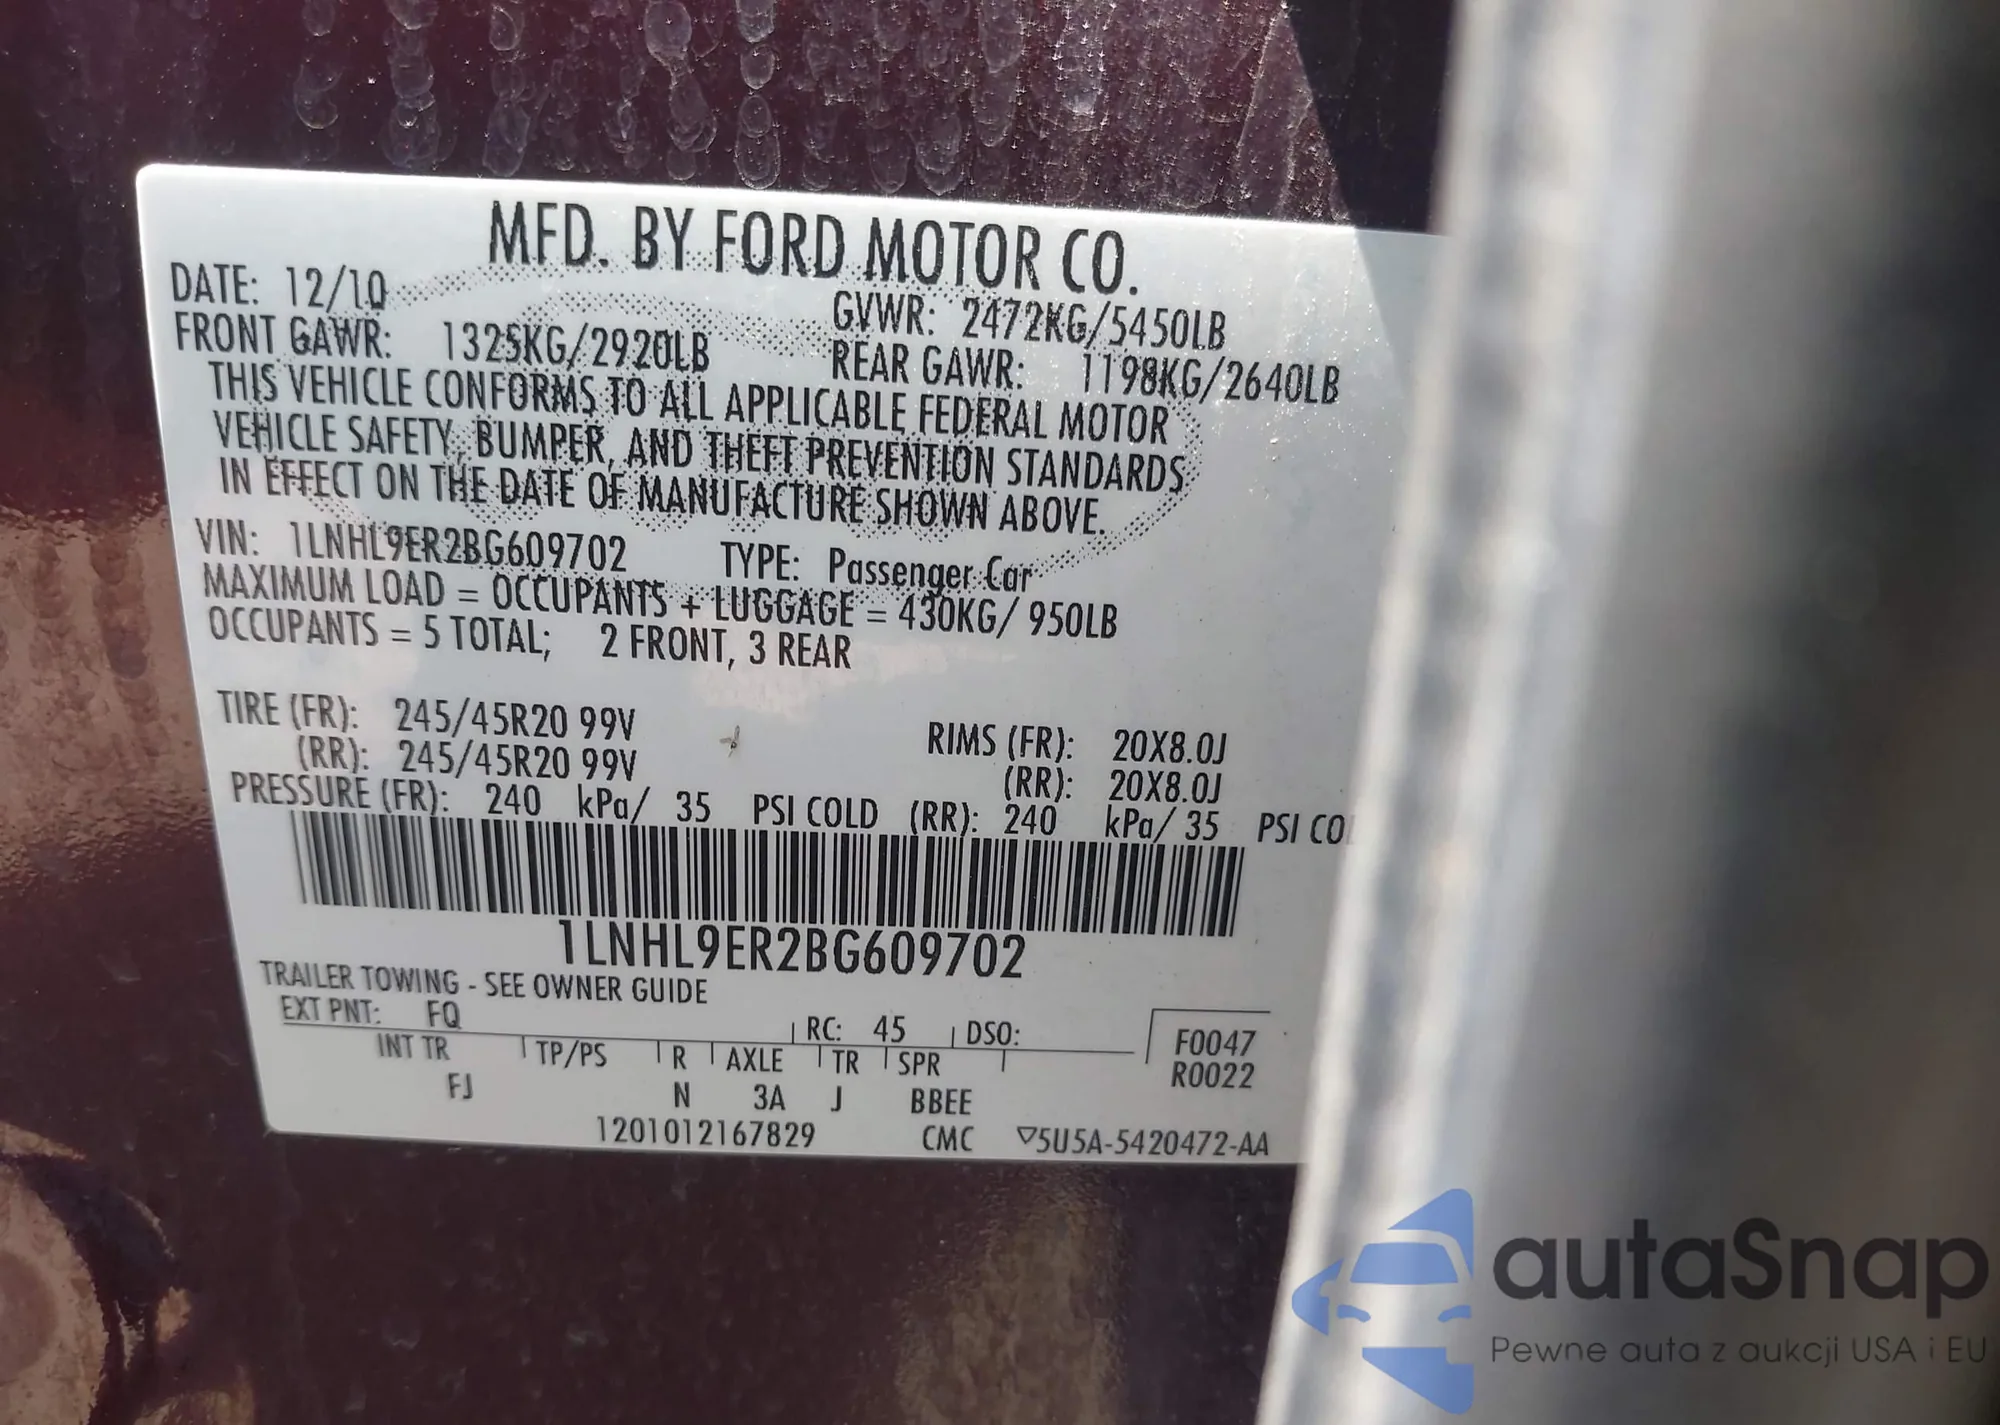 MFD. BY FORD MOTOR CO.
DATE: 12/10 GVWR: 2472KG/5450LB
FRONT GAWR: 1325KG/2920LB REAR GAWR: 1198KG/2640LB
THIS VEHICLE CONFORMS TO ALL APPLICABLE FEDERAL MOTOR
VEHICLE SAFETY, BUMPER, AND THEFT PREVENTION STANDARDS
IN EFFECT ON THE DATE OF MANUFACTURE SHOWN ABOVE.
VIN: 1LNHL9ER2BG609702 TYPE: Passenger Car
MAXIMUM LOAD = OCCUPANTS + LUGGAGE = 430KG/ 950LB
OCCUPANTS = 5 TOTAL; 2 FRONT, 3 REAR
TIRE (FR): 245/45R20 99V RIMS (FR): 20X8.0J
(RR): 245/45R20 99V (RR): 20X8.0J
PRESSURE (FR): 240 kPa/ 35 PSI COLD (RR): 240 kPa/ 35 PSI CO
1LNHL9ER2BG609702
TRAILER TOWING - SEE OWNER GUIDE
EXT PNT: FQ RC: 45 DSO: F0047
INT TR TP/PS R AXLE TR SPR R0022
FJ N 3A J BBEE
1201012167829 CMC ▽5U5A-5420472-AA
autaSnap
Pewne auta z aukcji USA i EU